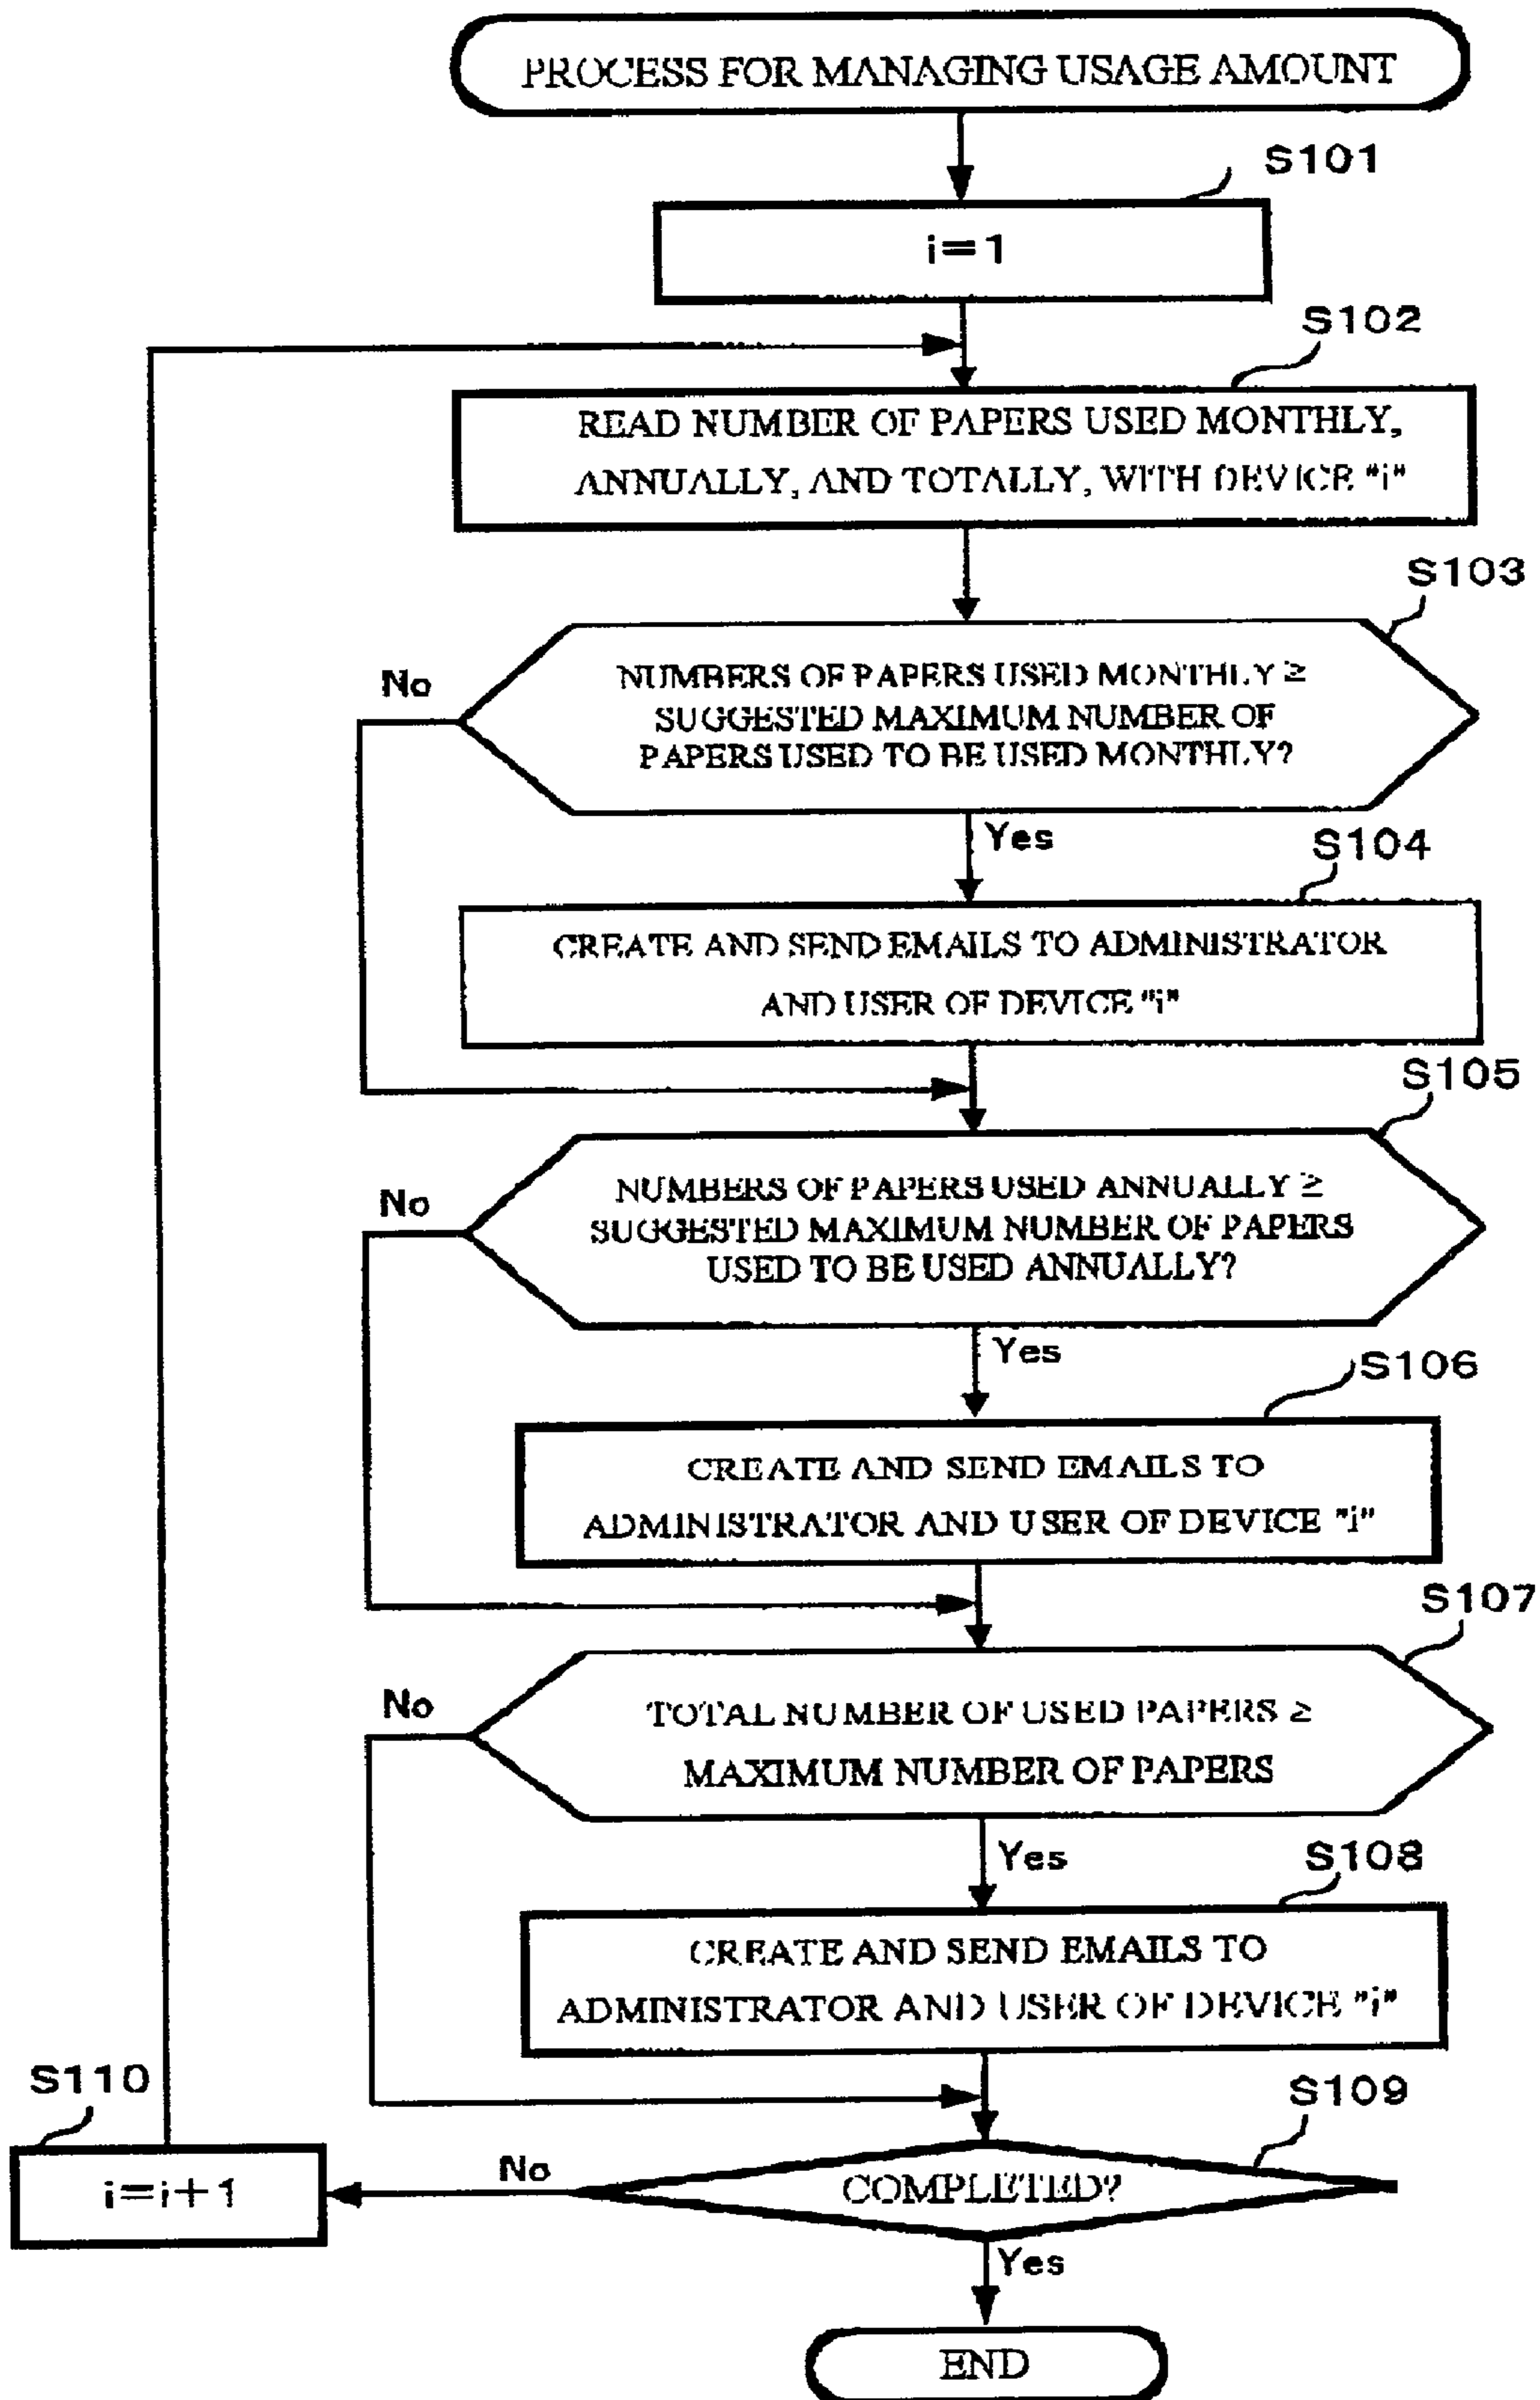 PROCESS FOR MANAGING USAGE AMOUNT
S101
i=1
S102
READ NUMBER OF PAPERS USED MONTHLY,
ANNUALLY, AND TOTALLY, WITH DEVICE "i"
S103
No
NUMBERS OF PAPERS USED MONTHLY ≥
SUGGESTED MAXIMUM NUMBER OF
PAPERS USED TO BE USED MONTHLY?
Yes
S104
CREATE AND SEND EMAILS TO ADMINISTRATOR
AND USER OF DEVICE "i"
S105
No
NUMBERS OF PAPERS USED ANNUALLY ≥
SUGGESTED MAXIMUM NUMBER OF PAPERS
USED TO BE USED ANNUALLY?
Yes
S106
CREATE AND SEND EMAILS TO
ADMINISTRATOR AND USER OF DEVICE "i"
S107
No
TOTAL NUMBER OF USED PAPERS ≥
MAXIMUM NUMBER OF PAPERS
Yes
S108
CREATE AND SEND EMAILS TO
ADMINISTRATOR AND USER OF DEVICE "i"
S109
S110
COMPLETED?
No
i=i+1
Yes
END